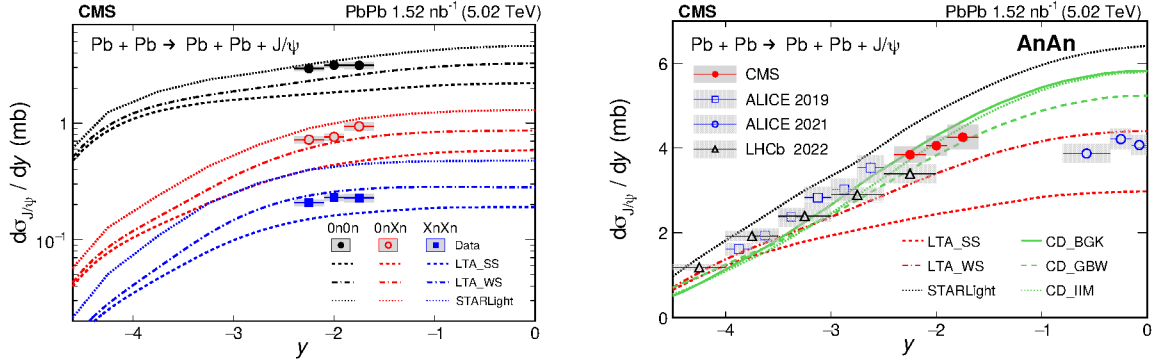 CMS PbPb 1.52 nb⁻¹ (5.02 TeV)
Pb + Pb → Pb + Pb + J/ψ
dσ_J/ψ / dy (mb)
1
10⁻¹
0n0n 0nXn XnXn
Data
LTA_SS
LTA_WS
STARLight
−4 −3 −2 −1 0
y
CMS PbPb 1.52 nb⁻¹ (5.02 TeV)
Pb + Pb → Pb + Pb + J/ψ AnAn
CMS
ALICE 2019
ALICE 2021
LHCb 2022
dσ_J/ψ / dy (mb)
6
4
2
0
LTA_SS CD_BGK
LTA_WS CD_GBW
STARLight CD_IIM
−4 −3 −2 −1 0
y